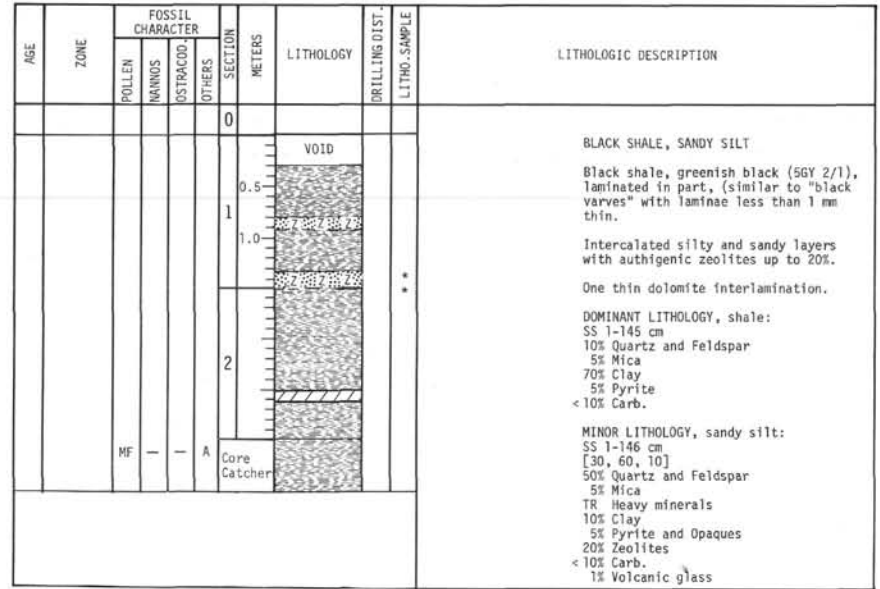 AGE
ZONE
FOSSIL
CHARACTER
POLLEN
NANNOS
OSTRACOD.
OTHERS
SECTION
METERS
LITHOLOGY
DRILLING DIST.
LITHO.SAMPLE
LITHOLOGIC DESCRIPTION
0
VOID
0.5
1
1.0
*
*
2
MF — — A
Core
Catcher
BLACK SHALE, SANDY SILT
Black shale, greenish black (5GY 2/1),
laminated in part, (similar to "black
varves" with laminae less than 1 mm
thin.
Intercalated silty and sandy layers
with authigenic zeolites up to 20%.
One thin dolomite interlamination.
DOMINANT LITHOLOGY, shale:
SS 1-145 cm
10% Quartz and Feldspar
5% Mica
70% Clay
5% Pyrite
< 10% Carb.
MINOR LITHOLOGY, sandy silt:
SS 1-146 cm
[30, 60, 10]
50% Quartz and Feldspar
5% Mica
TR Heavy minerals
10% Clay
5% Pyrite and Opaques
20% Zeolites
< 10% Carb.
1% Volcanic glass